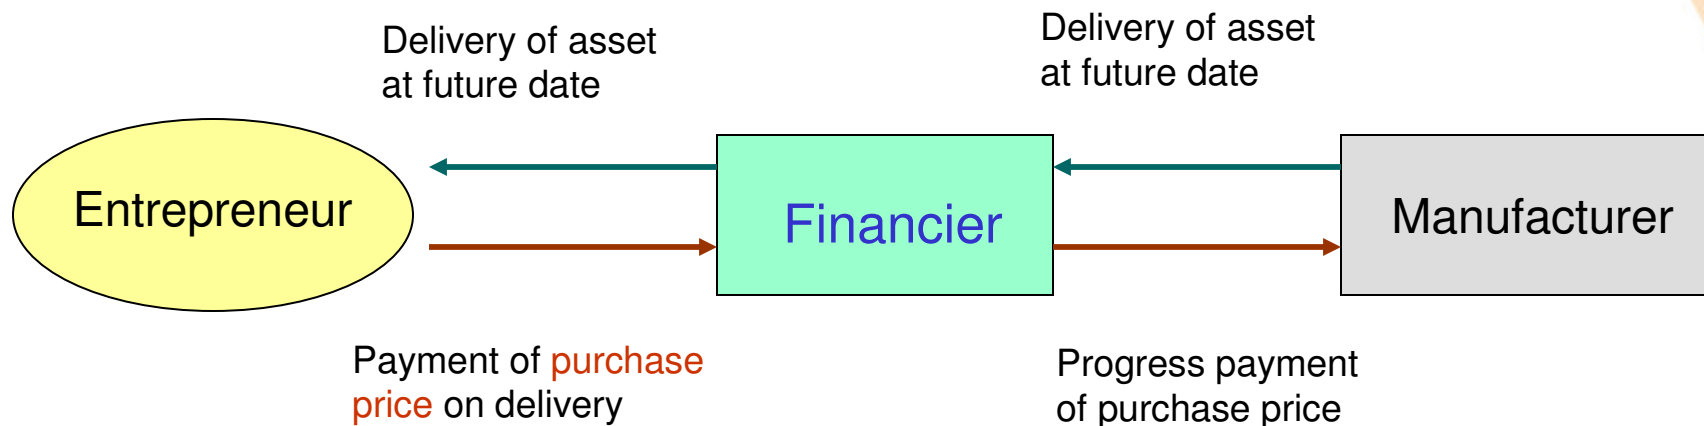 Delivery of asset
at future date
Delivery of asset
at future date
Entrepreneur
Financier
Manufacturer
Payment of purchase
price on delivery
Progress payment
of purchase price